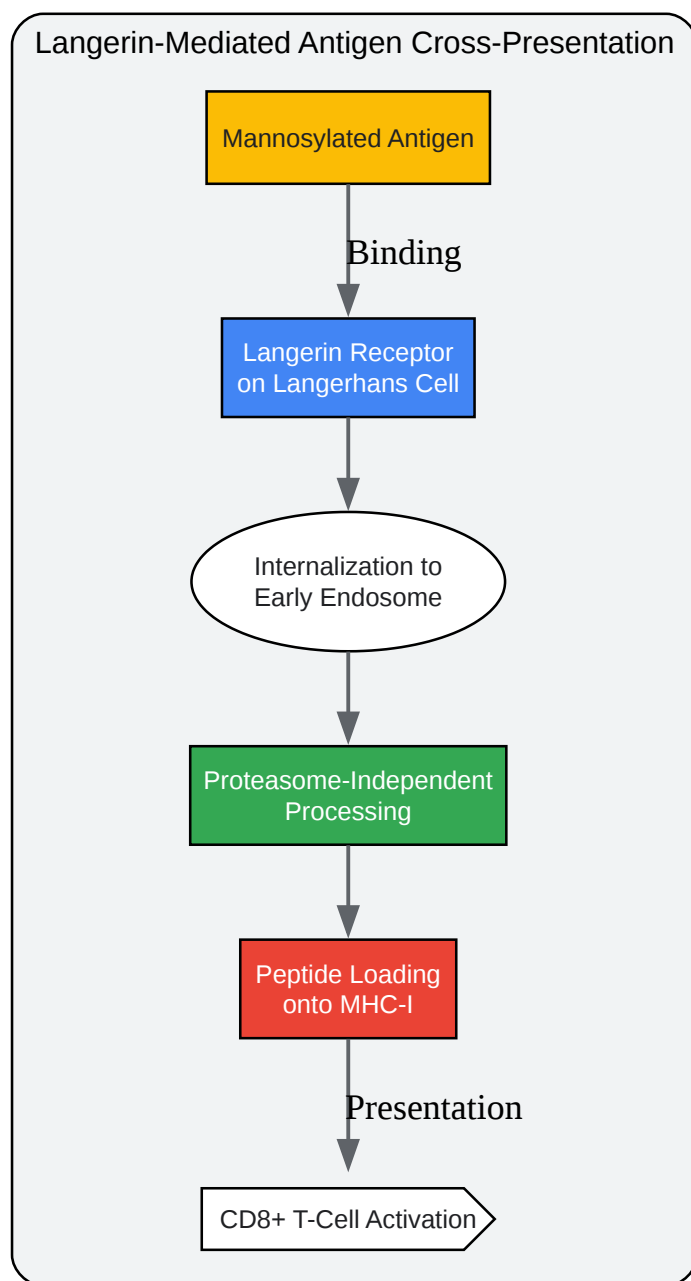 Langerin-Mediated Antigen Cross-Presentation
Mannosylated Antigen
Binding
Langerin Receptor
on Langerhans Cell
Internalization to
Early Endosome
Proteasome-Independent
Processing
Peptide Loading
onto MHC-I
Presentation
CD8+ T-Cell Activation